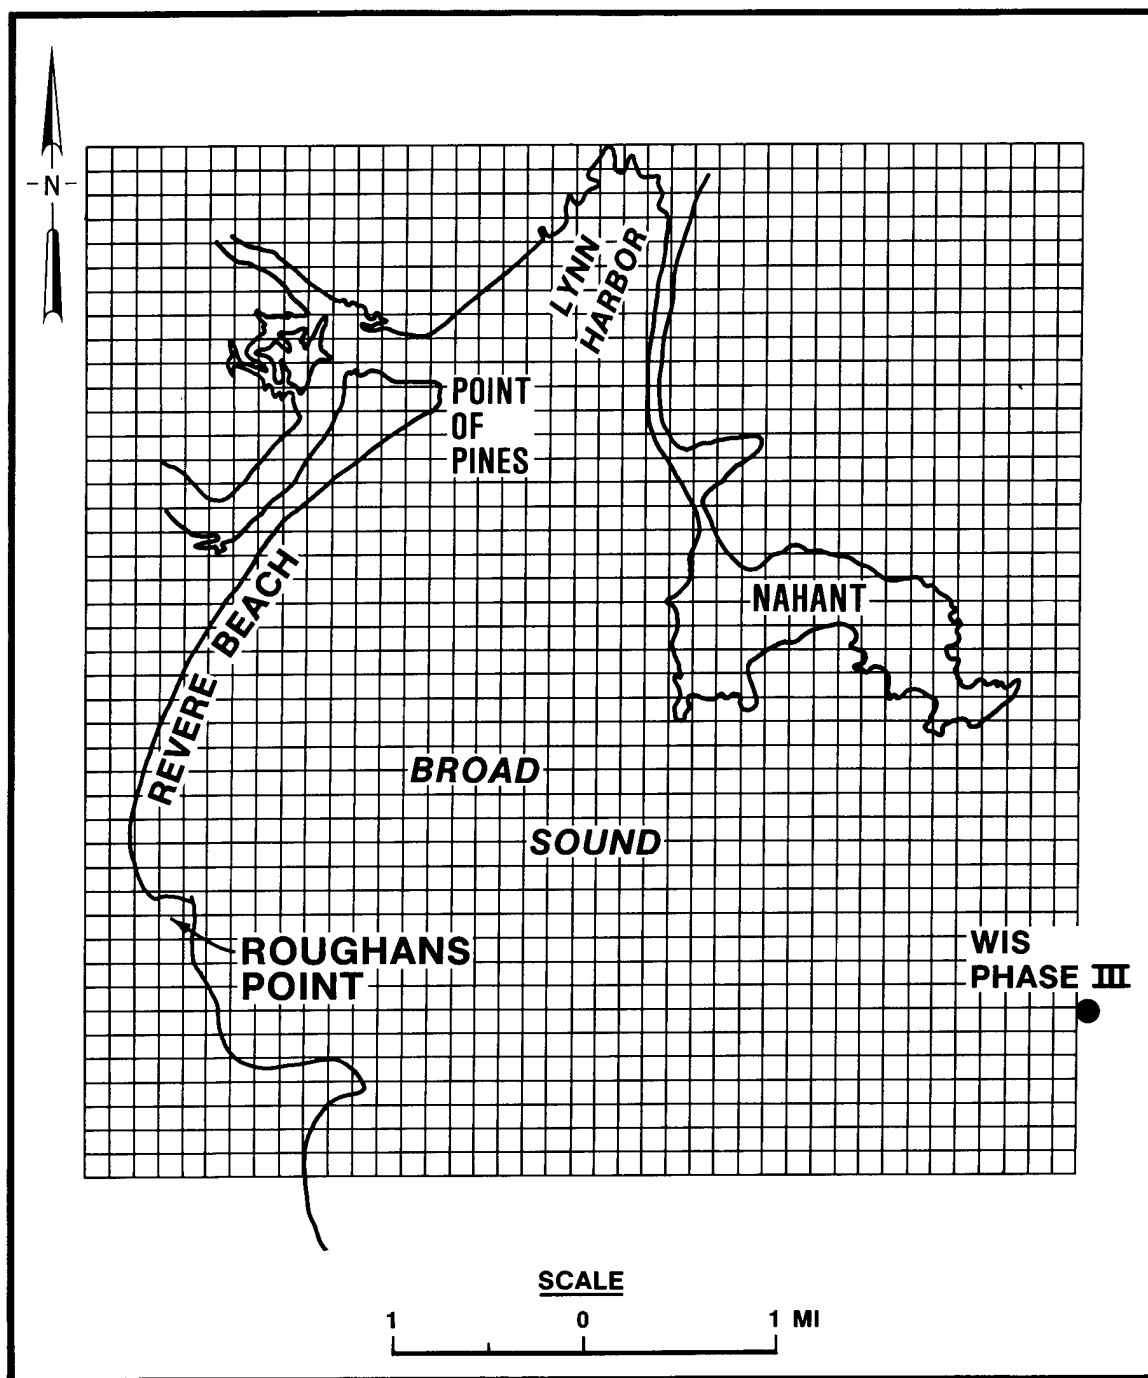 N
LYNN
HARBOR
POINT
OF
PINES
REVERE BEACH
NAHANT
BROAD
SOUND
ROUGHANS
POINT
WIS
PHASE III
SCALE
1 0 1 MI